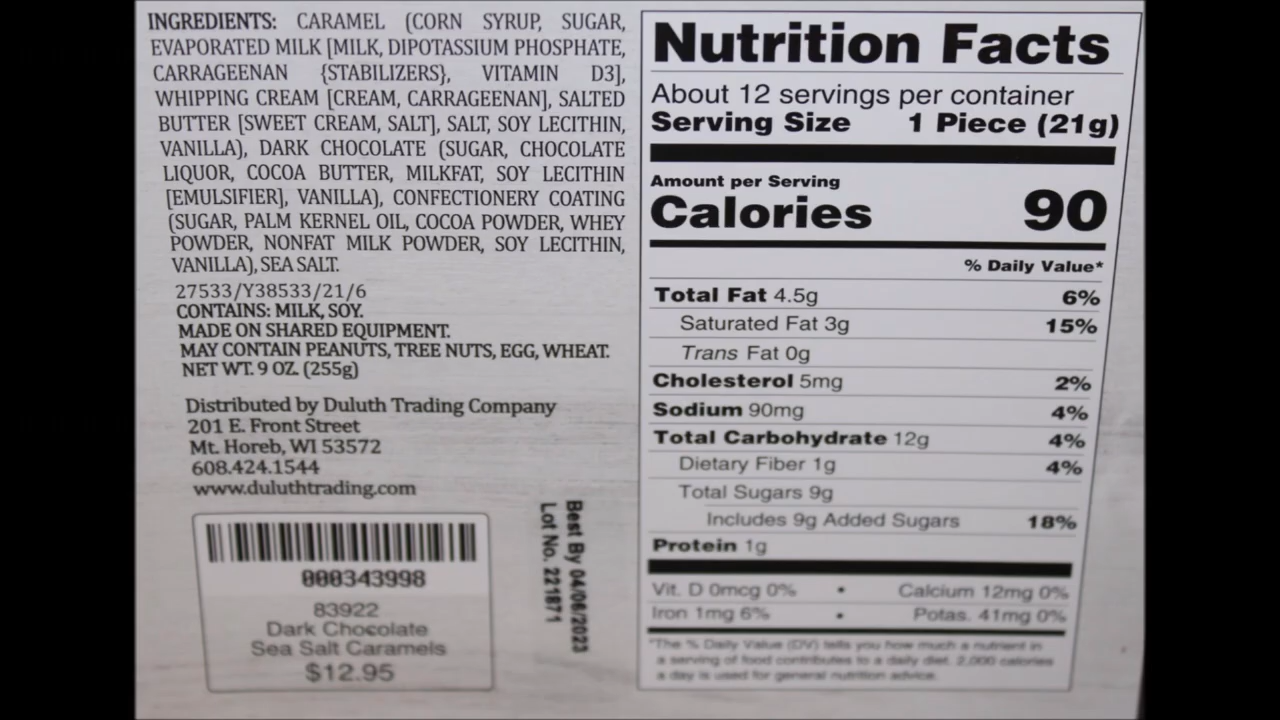 INGREDIENTS: CARAMEL (CORN SYRUP, SUGAR,
EVAPORATED MILK [MILK, DIPOTASSIUM PHOSPHATE,
CARRAGEENAN {STABILIZERS}, VITAMIN D3],
WHIPPING CREAM [CREAM, CARRAGEENAN], SALTED
BUTTER [SWEET CREAM, SALT], SALT, SOY LECITHIN,
VANILLA), DARK CHOCOLATE (SUGAR, CHOCOLATE
LIQUOR, COCOA BUTTER, MILKFAT, SOY LECITHIN
[EMULSIFIER], VANILLA), CONFECTIONERY COATING
(SUGAR, PALM KERNEL OIL, COCOA POWDER, WHEY
POWDER, NONFAT MILK POWDER, SOY LECITHIN,
VANILLA), SEA SALT.
27533/Y38533/21/6
CONTAINS: MILK, SOY.
MADE ON SHARED EQUIPMENT.
MAY CONTAIN PEANUTS, TREE NUTS, EGG, WHEAT.
NET WT. 9 OZ. (255g)
Distributed by Duluth Trading Company
201 E. Front Street
Mt. Horeb, WI 53572
608.424.1544
www.duluthtrading.com
000343998
83922
Dark Chocolate
Sea Salt Caramels
$12.95
Best By 04/06/2023
Lot No. 221871
Nutrition Facts
About 12 servings per container
Serving Size 1 Piece (21g)
Amount per Serving
Calories 90
% Daily Value*
Total Fat 4.5g 6%
Saturated Fat 3g 15%
Trans Fat 0g
Cholesterol 5mg 2%
Sodium 90mg 4%
Total Carbohydrate 12g 4%
Dietary Fiber 1g 4%
Total Sugars 9g
Includes 9g Added Sugars 18%
Protein 1g
Vit. D 0mcg 0% • Calcium 12mg 0%
Iron 1mg 6% • Potas. 41mg 0%
*The % Daily Value (DV) tells you how much a nutrient in
a serving of food contributes to a daily diet. 2,000 calories
a day is used for general nutrition advice.